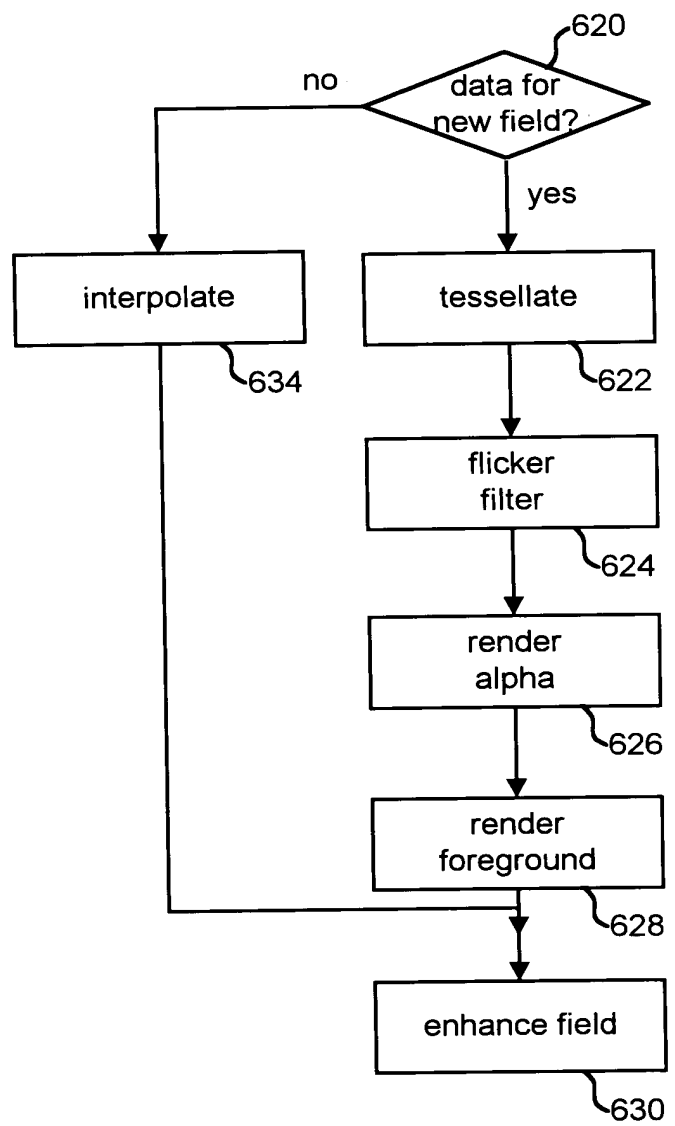 620
data for
new field?
no
yes
interpolate
634
tessellate
622
flicker
filter
624
render
alpha
626
render
foreground
628
enhance field
630